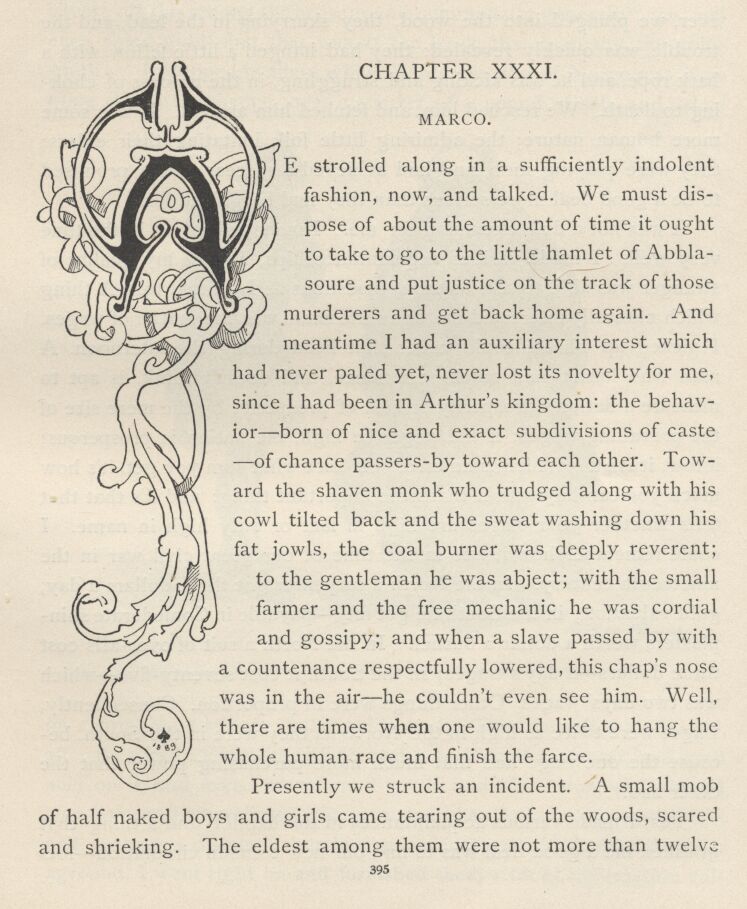 CHAPTER XXXI.
MARCO.
WE strolled along in a sufficiently indolent
fashion, now, and talked. We must dis-
pose of about the amount of time it ought
to take to go to the little hamlet of Abbla-
soure and put justice on the track of those
murderers and get back home again. And
meantime I had an auxiliary interest which
had never paled yet, never lost its novelty for me,
since I had been in Arthur's kingdom: the behav-
ior—born of nice and exact subdivisions of caste
—of chance passers-by toward each other. Tow-
ard the shaven monk who trudged along with his
cowl tilted back and the sweat washing down his
fat jowls, the coal burner was deeply reverent;
to the gentleman he was abject; with the small
farmer and the free mechanic he was cordial
and gossipy; and when a slave passed by with
a countenance respectfully lowered, this chap's nose
was in the air—he couldn't even see him. Well,
there are times when one would like to hang the
whole human race and finish the farce.
1889
Presently we struck an incident. A small mob
of half naked boys and girls came tearing out of the woods, scared
and shrieking. The eldest among them were not more than twelve
395